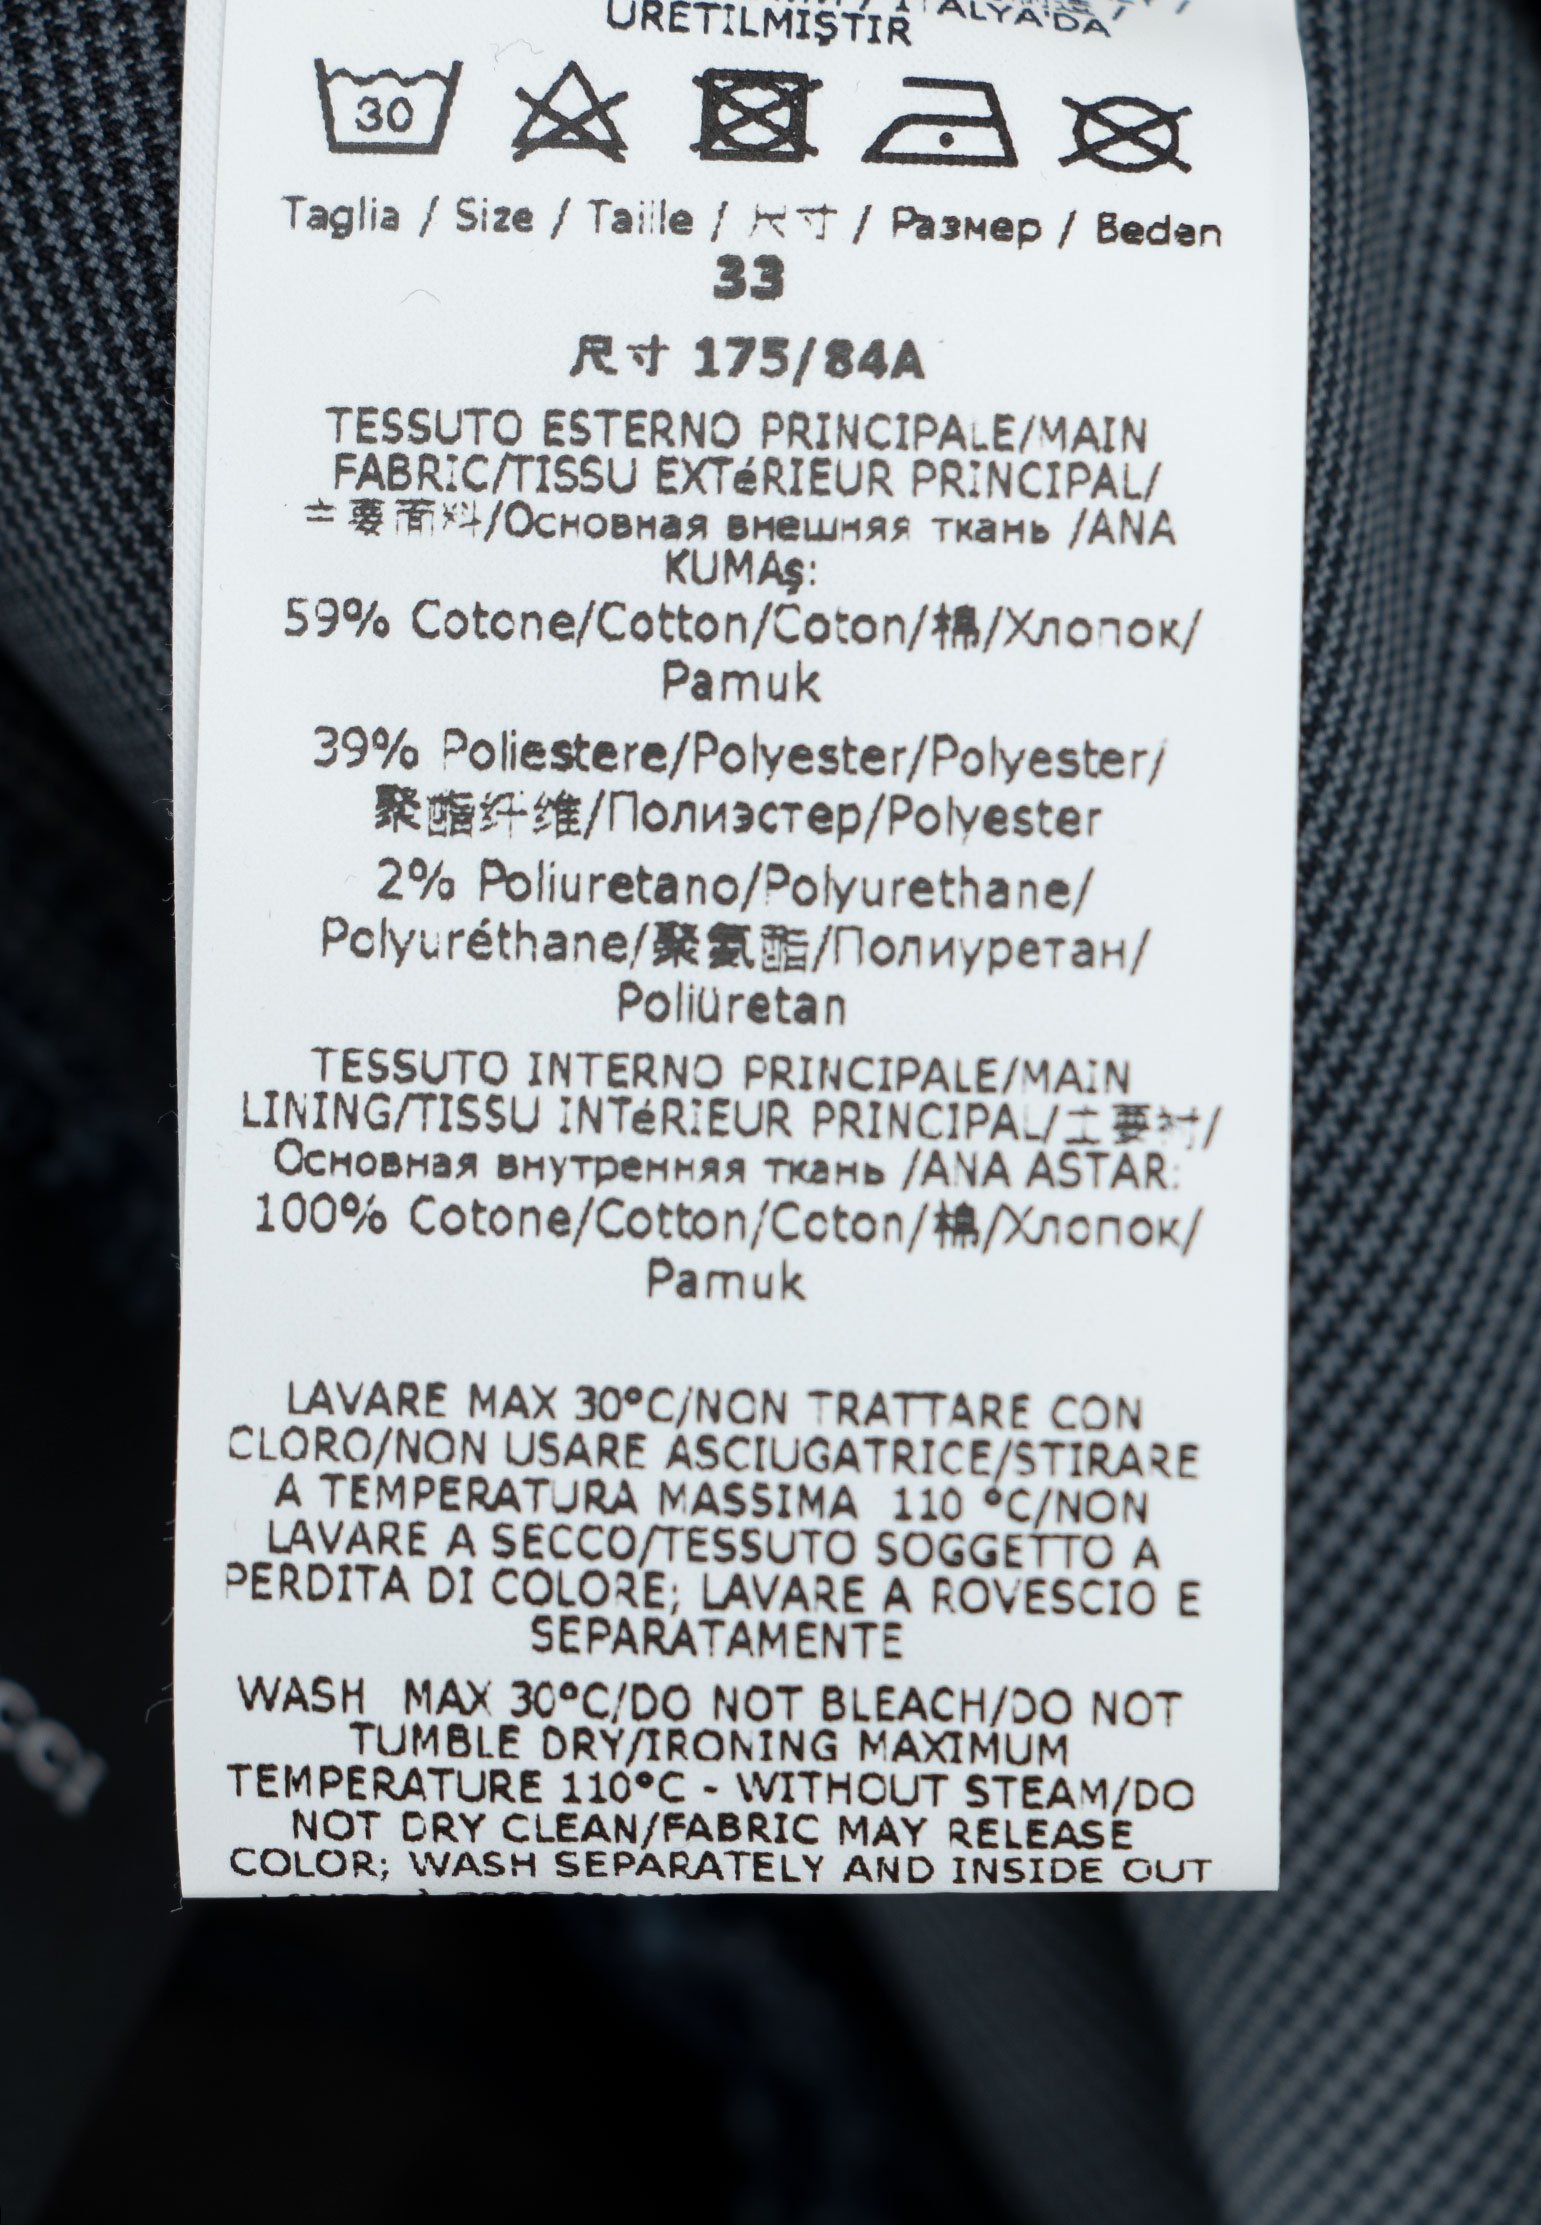 ÜRETILMIŞTIR / ITALYA'DA
30
Taglia / Size / Taille / 尺寸 / Размер / Beden
33
尺寸 175/84A
TESSUTO ESTERNO PRINCIPALE/MAIN
FABRIC/TISSU EXTéRIEUR PRINCIPAL/
主要面料/Основная внешняя ткань /ANA
KUMAş:
59% Cotone/Cotton/Coton/棉/Хлопок/
Pamuk
39% Poliestere/Polyester/Polyester/
聚酯纤维/Полиэстер/Polyester
2% Poliuretano/Polyurethane/
Polyuréthane/聚氨酯/Полиуретан/
Poliüretan
TESSUTO INTERNO PRINCIPALE/MAIN
LINING/TISSU INTéRIEUR PRINCIPAL/主要衬/
Основная внутренняя ткань /ANA ASTAR:
100% Cotone/Cotton/Coton/棉/Хлопок/
Pamuk
LAVARE MAX 30°C/NON TRATTARE CON
CLORO/NON USARE ASCIUGATRICE/STIRARE
A TEMPERATURA MASSIMA 110 °C/NON
LAVARE A SECCO/TESSUTO SOGGETTO A
PERDITA DI COLORE; LAVARE A ROVESCIO E
SEPARATAMENTE
WASH MAX 30°C/DO NOT BLEACH/DO NOT
TUMBLE DRY/IRONING MAXIMUM
TEMPERATURE 110°C - WITHOUT STEAM/DO
NOT DRY CLEAN/FABRIC MAY RELEASE
COLOR; WASH SEPARATELY AND INSIDE OUT